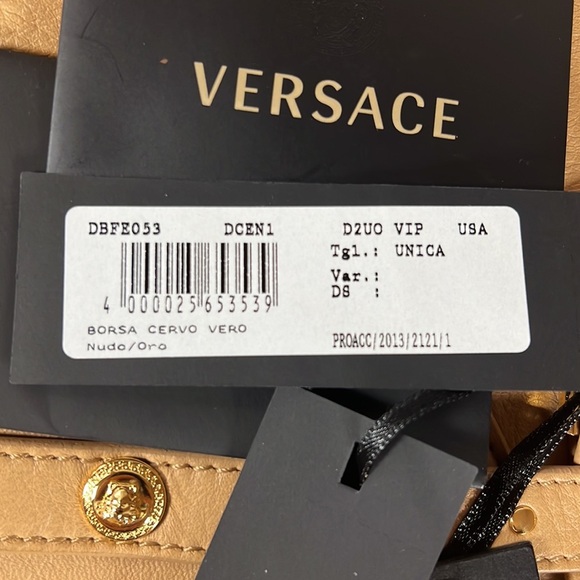 VERSACE
DBFE053 DCEN1 D2UO VIP USA
Tgl.: UNICA
Var.:
DS :
4 000025 653539
BORSA CERVO VERO
Nudo/Oro
PROACC/2013/2121/1